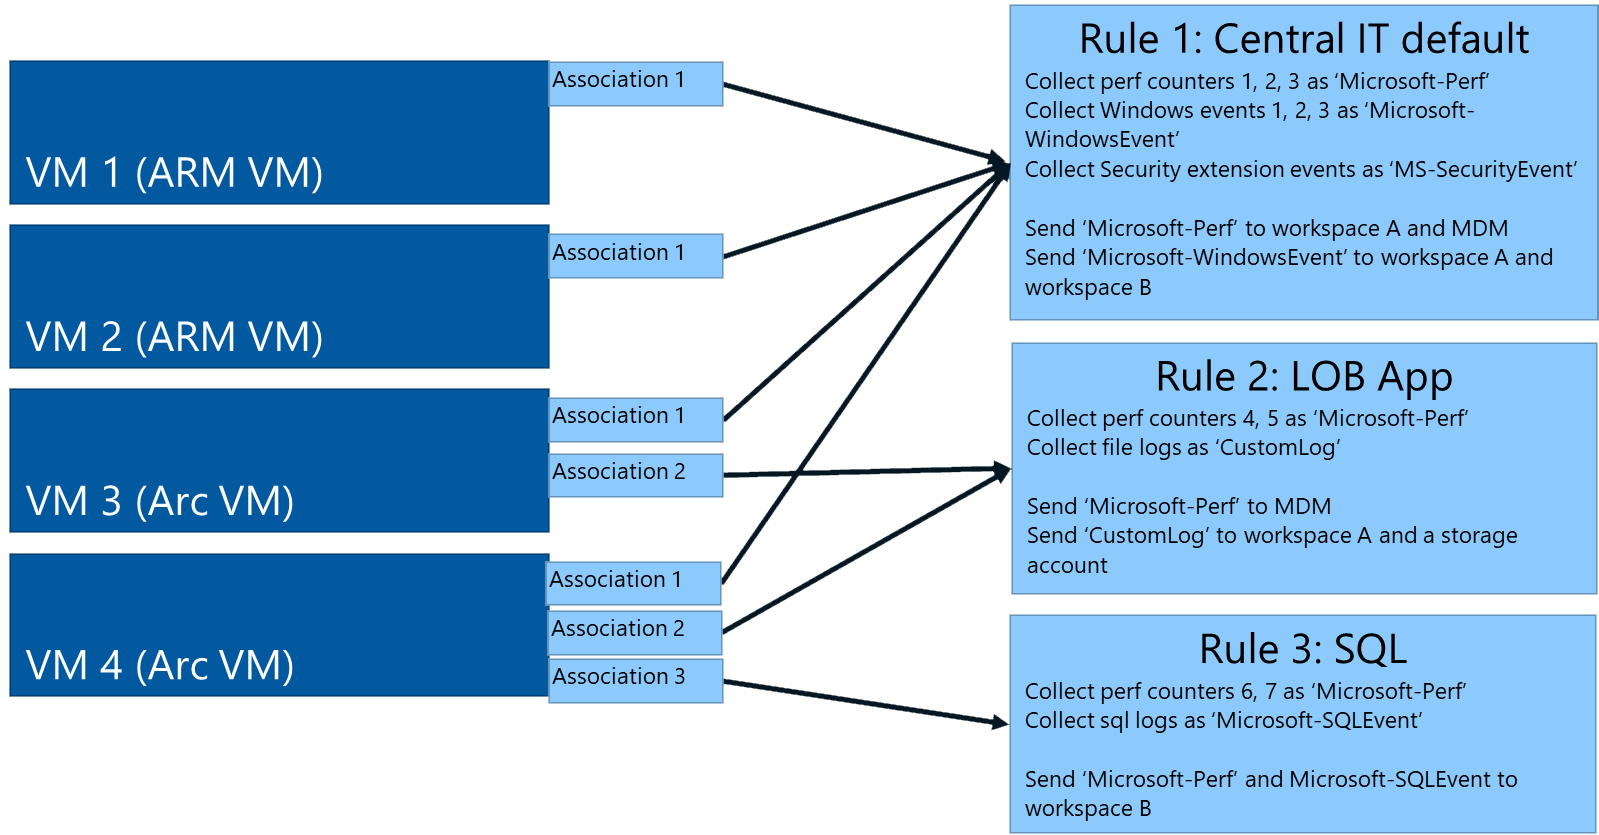 VM 1 (ARM VM)
Association 1
VM 2 (ARM VM)
Association 1
VM 3 (Arc VM)
Association 1
Association 2
VM 4 (Arc VM)
Association 1
Association 2
Association 3
Rule 1: Central IT default
Collect perf counters 1, 2, 3 as ‘Microsoft-Perf’
Collect Windows events 1, 2, 3 as ‘Microsoft-
WindowsEvent’
Collect Security extension events as ‘MS-SecurityEvent’
Send ‘Microsoft-Perf’ to workspace A and MDM
Send ‘Microsoft-WindowsEvent’ to workspace A and
workspace B
Rule 2: LOB App
Collect perf counters 4, 5 as ‘Microsoft-Perf’
Collect file logs as ‘CustomLog’
Send ‘Microsoft-Perf’ to MDM
Send ‘CustomLog’ to workspace A and a storage
account
Rule 3: SQL
Collect perf counters 6, 7 as ‘Microsoft-Perf’
Collect sql logs as ‘Microsoft-SQLEvent’
Send ‘Microsoft-Perf’ and Microsoft-SQLEvent to
workspace B